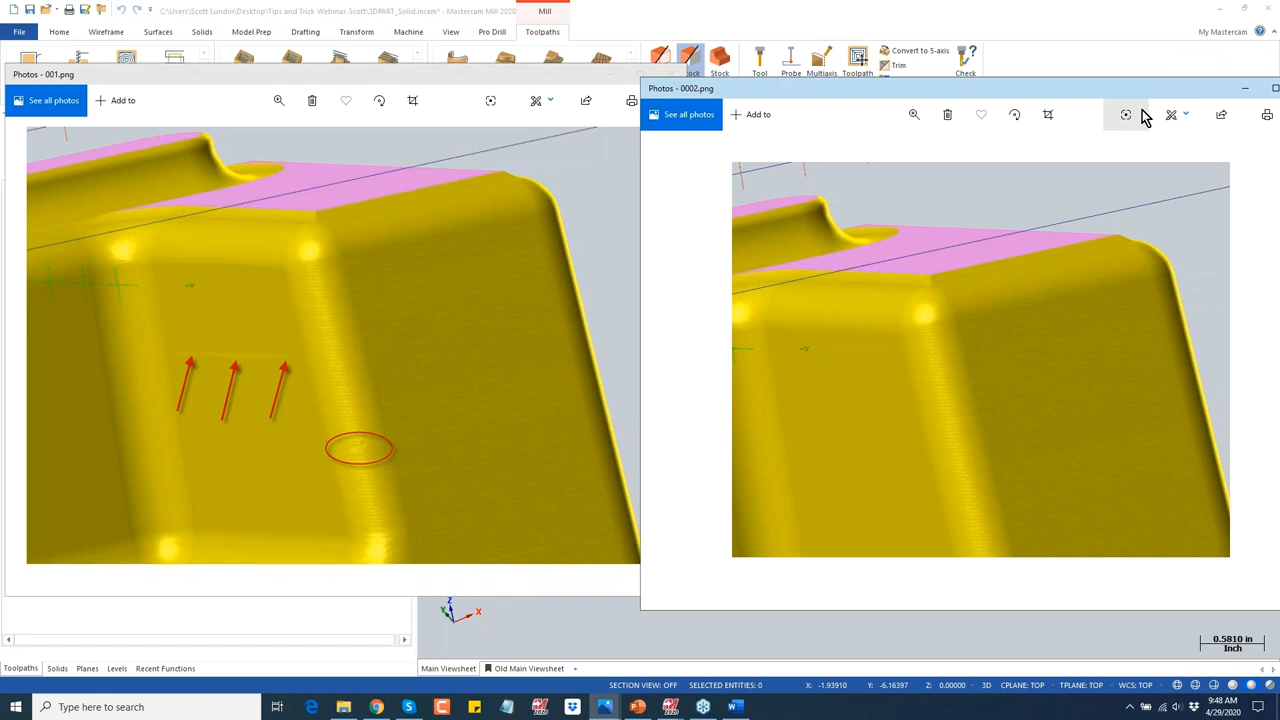 C:\Users\Scott Lundin\Desktop\Tips and Trick Webinar-Scott\3DPART_Solid.mcam* - Mastercam Mill 2020
Mill
File
Home
Wireframe
Surfaces
Solids
Model Prep
Drafting
Transform
Machine
View
Pro Drill
Toolpaths
My Mastercam
Stock
Tool
Probe
Multiaxis
Toolpath
Convert to 5-axis
Trim
Check
Photos - 001.png
See all photos
Add to
Photos - 0002.png
See all photos
Add to
Z
Y
X
0.5810 in
Inch
Toolpaths
Solids
Planes
Levels
Recent Functions
Main Viewsheet
Old Main Viewsheet
+
SECTION VIEW: OFF
SELECTED ENTITIES: 0
X: -1.93910
Y: -6.16397
Z: 0.00000
3D
CPLANE: TOP
TPLANE: TOP
WCS: TOP
Type here to search
9:48 AM
4/29/2020